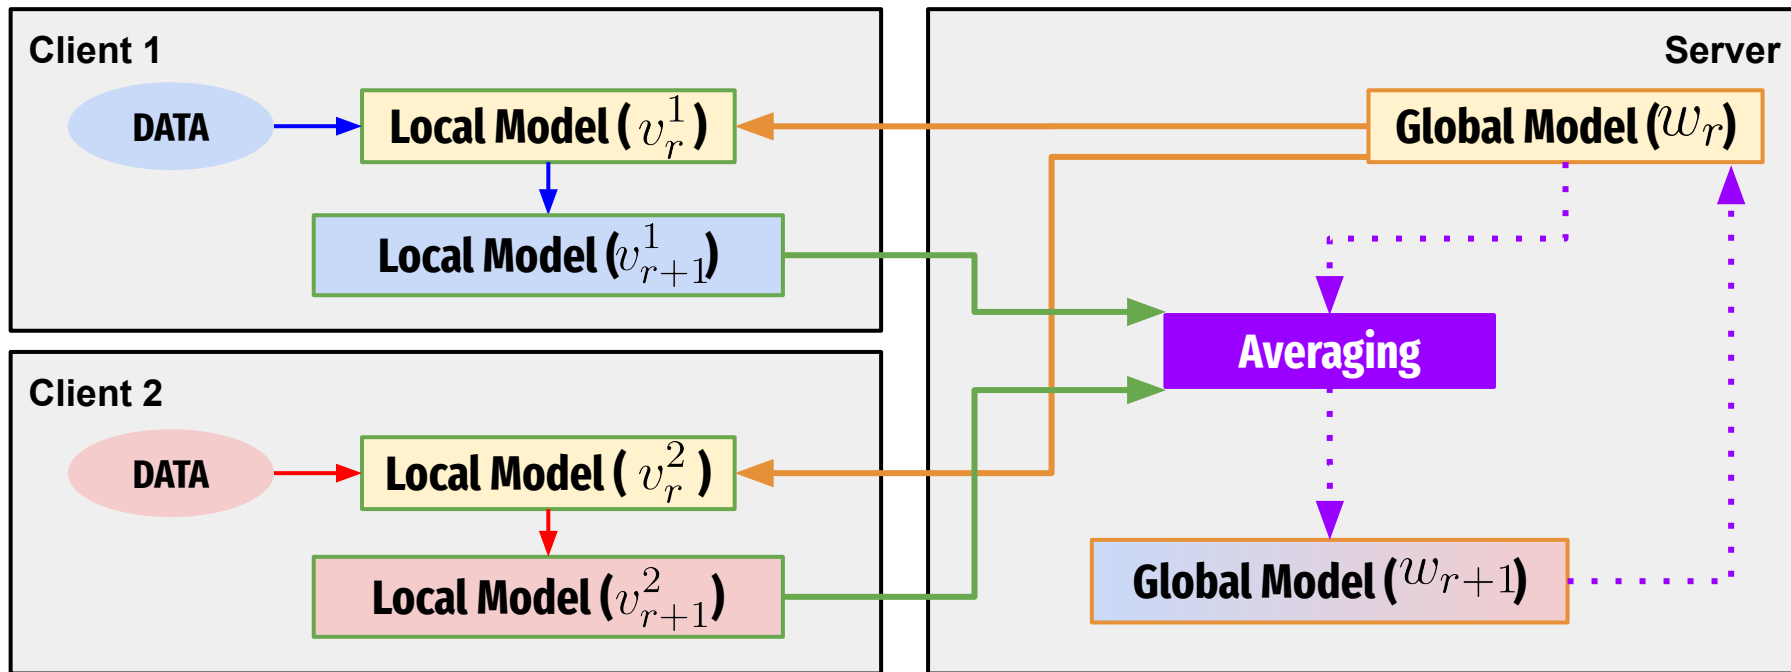 Client 1
DATA
Local Model ( $v_r^1$ )
Local Model ( $v_{r+1}^1$ )
Client 2
DATA
Local Model ( $v_r^2$ )
Local Model ( $v_{r+1}^2$ )
Server
Global Model ( $w_r$ )
Averaging
Global Model ( $w_{r+1}$ )